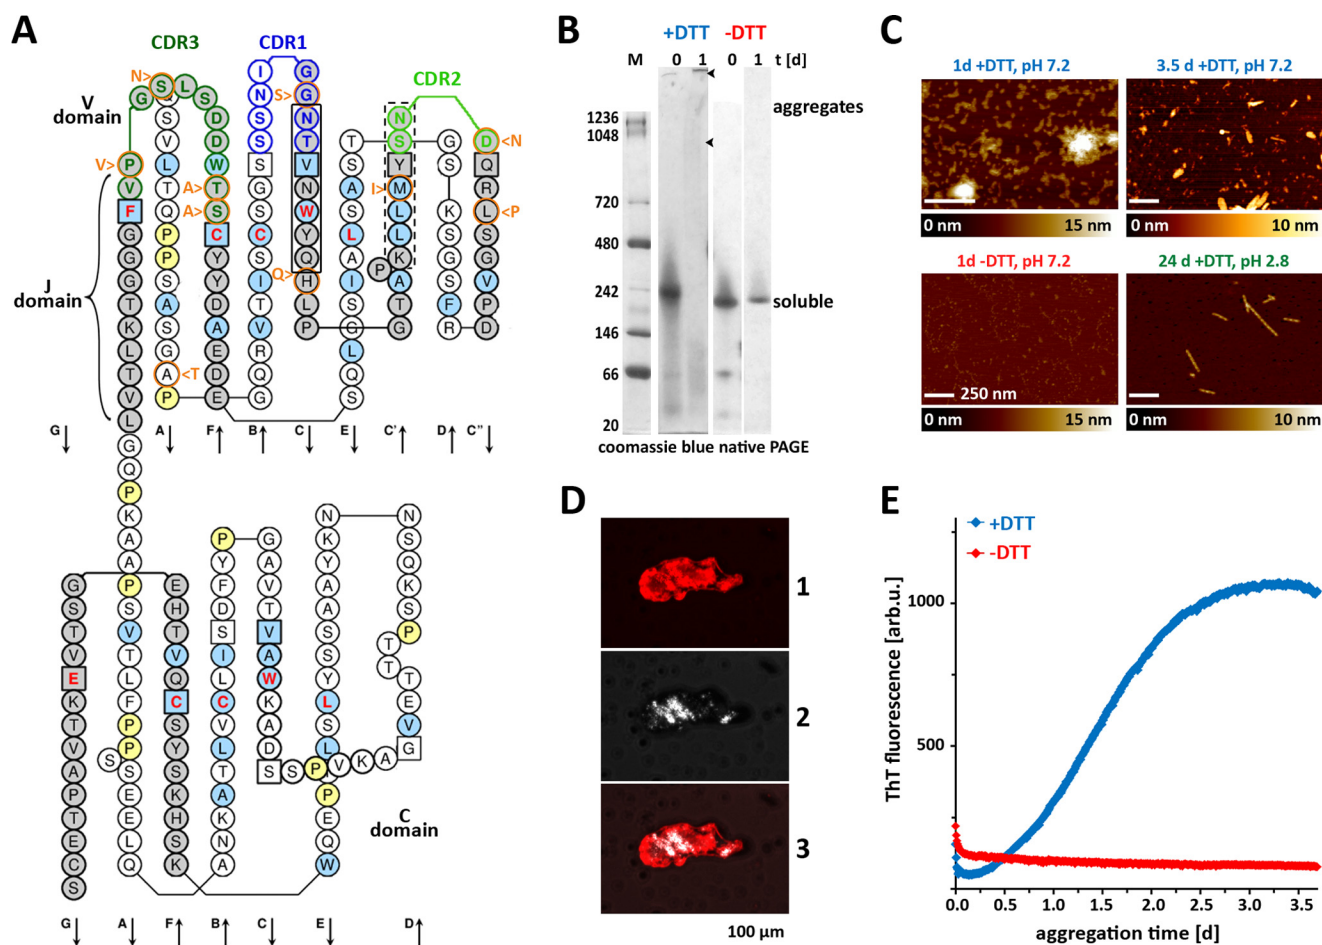 A
CDR3
CDR1
CDR2
V domain
J domain
C domain
N>
S>
V>
A>
A>
I>
Q>
<N
<P
<T
G S L S D D W T S C Y Y D A E D E
P V F G G G T K L T V L G Q P K A A P S V T L F P P S E E L Q
S V L T Q P P S A S G A P
I N S S S G S S C I T V R Q G
G G N T V N W Y Q H L P
T S A S L A I S G L Q S
N S Y M L L K P A T G
G S K S G S F R
D Q R L S G V P D
G A F B C E C' D C''
G S T V E K T V A P T E C S
E H T V Q C S Y S K H S K
P Y F D S I L C V L T A K N A
G A V T V A W K A D S S P V K A G V E T T T P S K Q S N
N K Y A A S S Y L S L P E Q W
G A F B C E D
B
+DTT -DTT
M 0 1 0 1 t [d]
1236
1048
720
480
242
146
66
20
aggregates
soluble
coomassie blue native PAGE
C
1d +DTT, pH 7.2
0 nm 15 nm
3.5 d +DTT, pH 7.2
0 nm 10 nm
1d -DTT, pH 7.2
250 nm
0 nm 15 nm
24 d +DTT, pH 2.8
0 nm 10 nm
D
1
2
3
100 µm
E
+DTT
-DTT
ThT fluorescence [arb.u.]
1000
500
0.0 0.5 1.0 1.5 2.0 2.5 3.0 3.5
aggregation time [d]